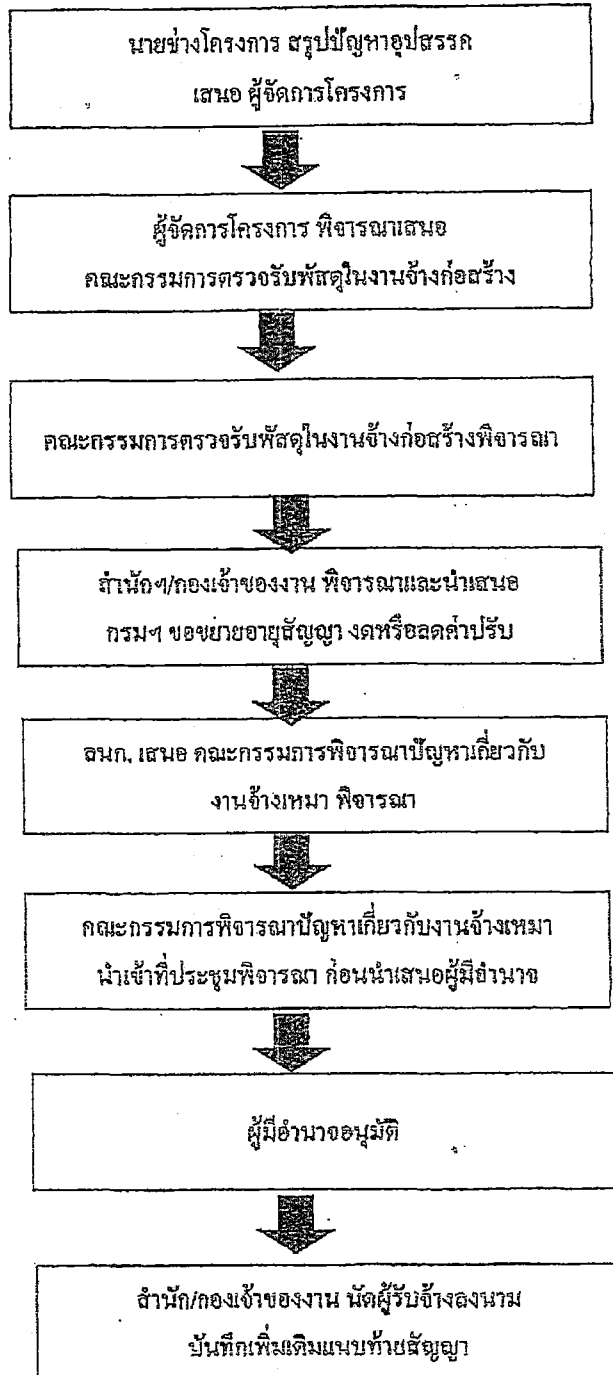 นายช่างโครงการ สรุปปัญหาอุปสรรค
เสนอ ผู้จัดการโครงการ
ผู้จัดการโครงการ พิจารณาเสนอ
คณะกรรมการตรวจรับพัสดุในงานจ้างก่อสร้าง
คณะกรรมการตรวจรับพัสดุในงานจ้างก่อสร้างพิจารณา
สำนักฯ/กองเจ้าของงาน พิจารณาและนำเสนอ
กรมฯ ขอขยายอายุสัญญา งดหรือลดค่าปรับ
ลนก. เสนอ คณะกรรมการพิจารณาปัญหาเกี่ยวกับ
งานจ้างเหมา พิจารณา
คณะกรรมการพิจารณาปัญหาเกี่ยวกับงานจ้างเหมา
นำเข้าที่ประชุมพิจารณา ก่อนนำเสนอผู้มีอำนาจ
ผู้มีอำนาจอนุมัติ
สำนัก/กองเจ้าของงาน นัดผู้รับจ้างลงนาม
บันทึกเพิ่มเติมแนบท้ายสัญญา